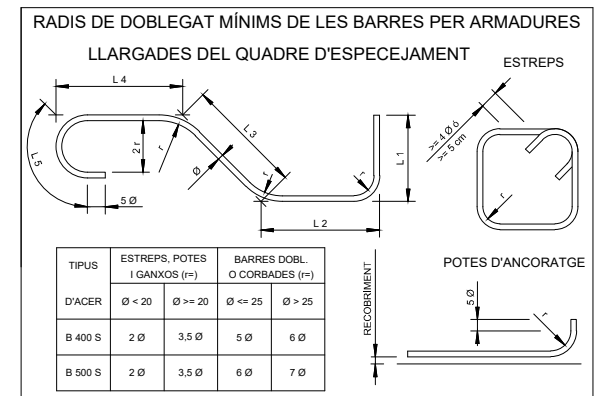 RADIS DE DOBLEGAT MÍNIMS DE LES BARRES PER ARMADURES
LLARGADES DEL QUADRE D'ESPECEJAMENT
ESTREPS
L 4
L 3
L 5
2 r
r
Ø
r
r
L 1
5 Ø
L 2
>= 4 Ø ó
>= 5 cm
r
TIPUS
D'ACER
ESTREPS, POTES
I GANXOS (r=)
BARRES DOBL.
O CORBADES (r=)
Ø < 20
Ø >= 20
Ø <= 25
Ø > 25
B 400 S
2 Ø
3,5 Ø
5 Ø
6 Ø
B 500 S
2 Ø
3,5 Ø
6 Ø
7 Ø
RECOBRIMENT
POTES D'ANCORATGE
5 Ø
r